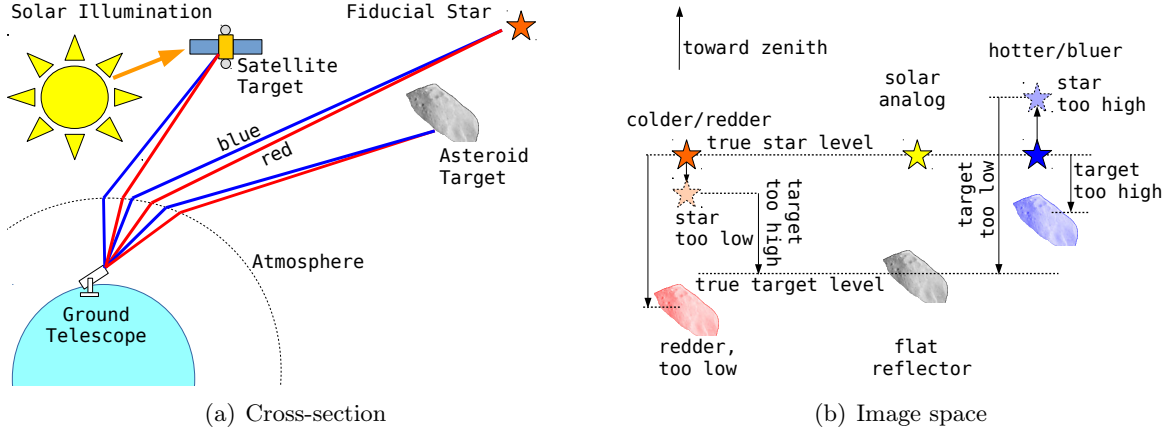 Solar Illumination
Fiducial Star
Satellite
Target
blue
red
Asteroid
Target
Atmosphere
Ground
Telescope
(a) Cross-section
toward zenith
hotter/bluer
solar
analog
star
too high
colder/redder
true star level
target
too high
target
too low
star
too low
target
too high
true target level
redder,
too low
flat
reflector
(b) Image space